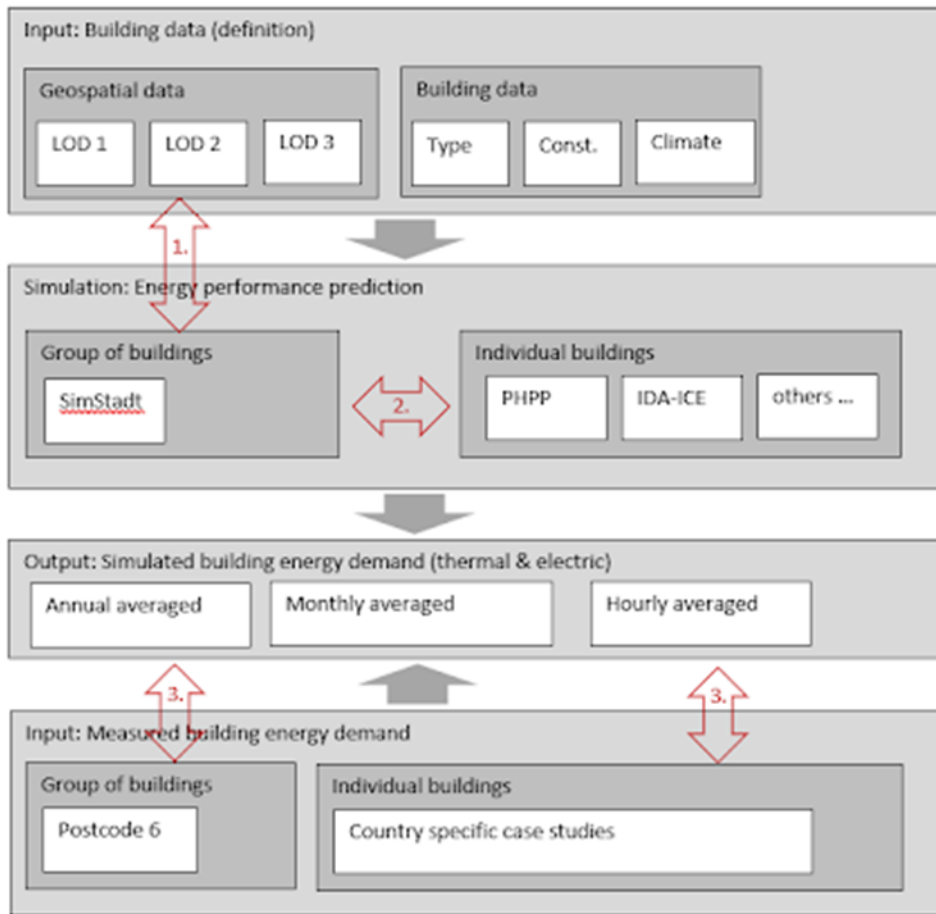 Input: Building data (definition)
Geospatial data
LOD 1
LOD 2
LOD 3
Building data
Type
Const.
Climate
1.
Simulation: Energy performance prediction
Group of buildings
SimStadt
2.
Individual buildings
PHPP
IDA-ICE
others ...
Output: Simulated building energy demand (thermal & electric)
Annual averaged
Monthly averaged
Hourly averaged
3.
3.
Input: Measured building energy demand
Group of buildings
Postcode 6
Individual buildings
Country specific case studies